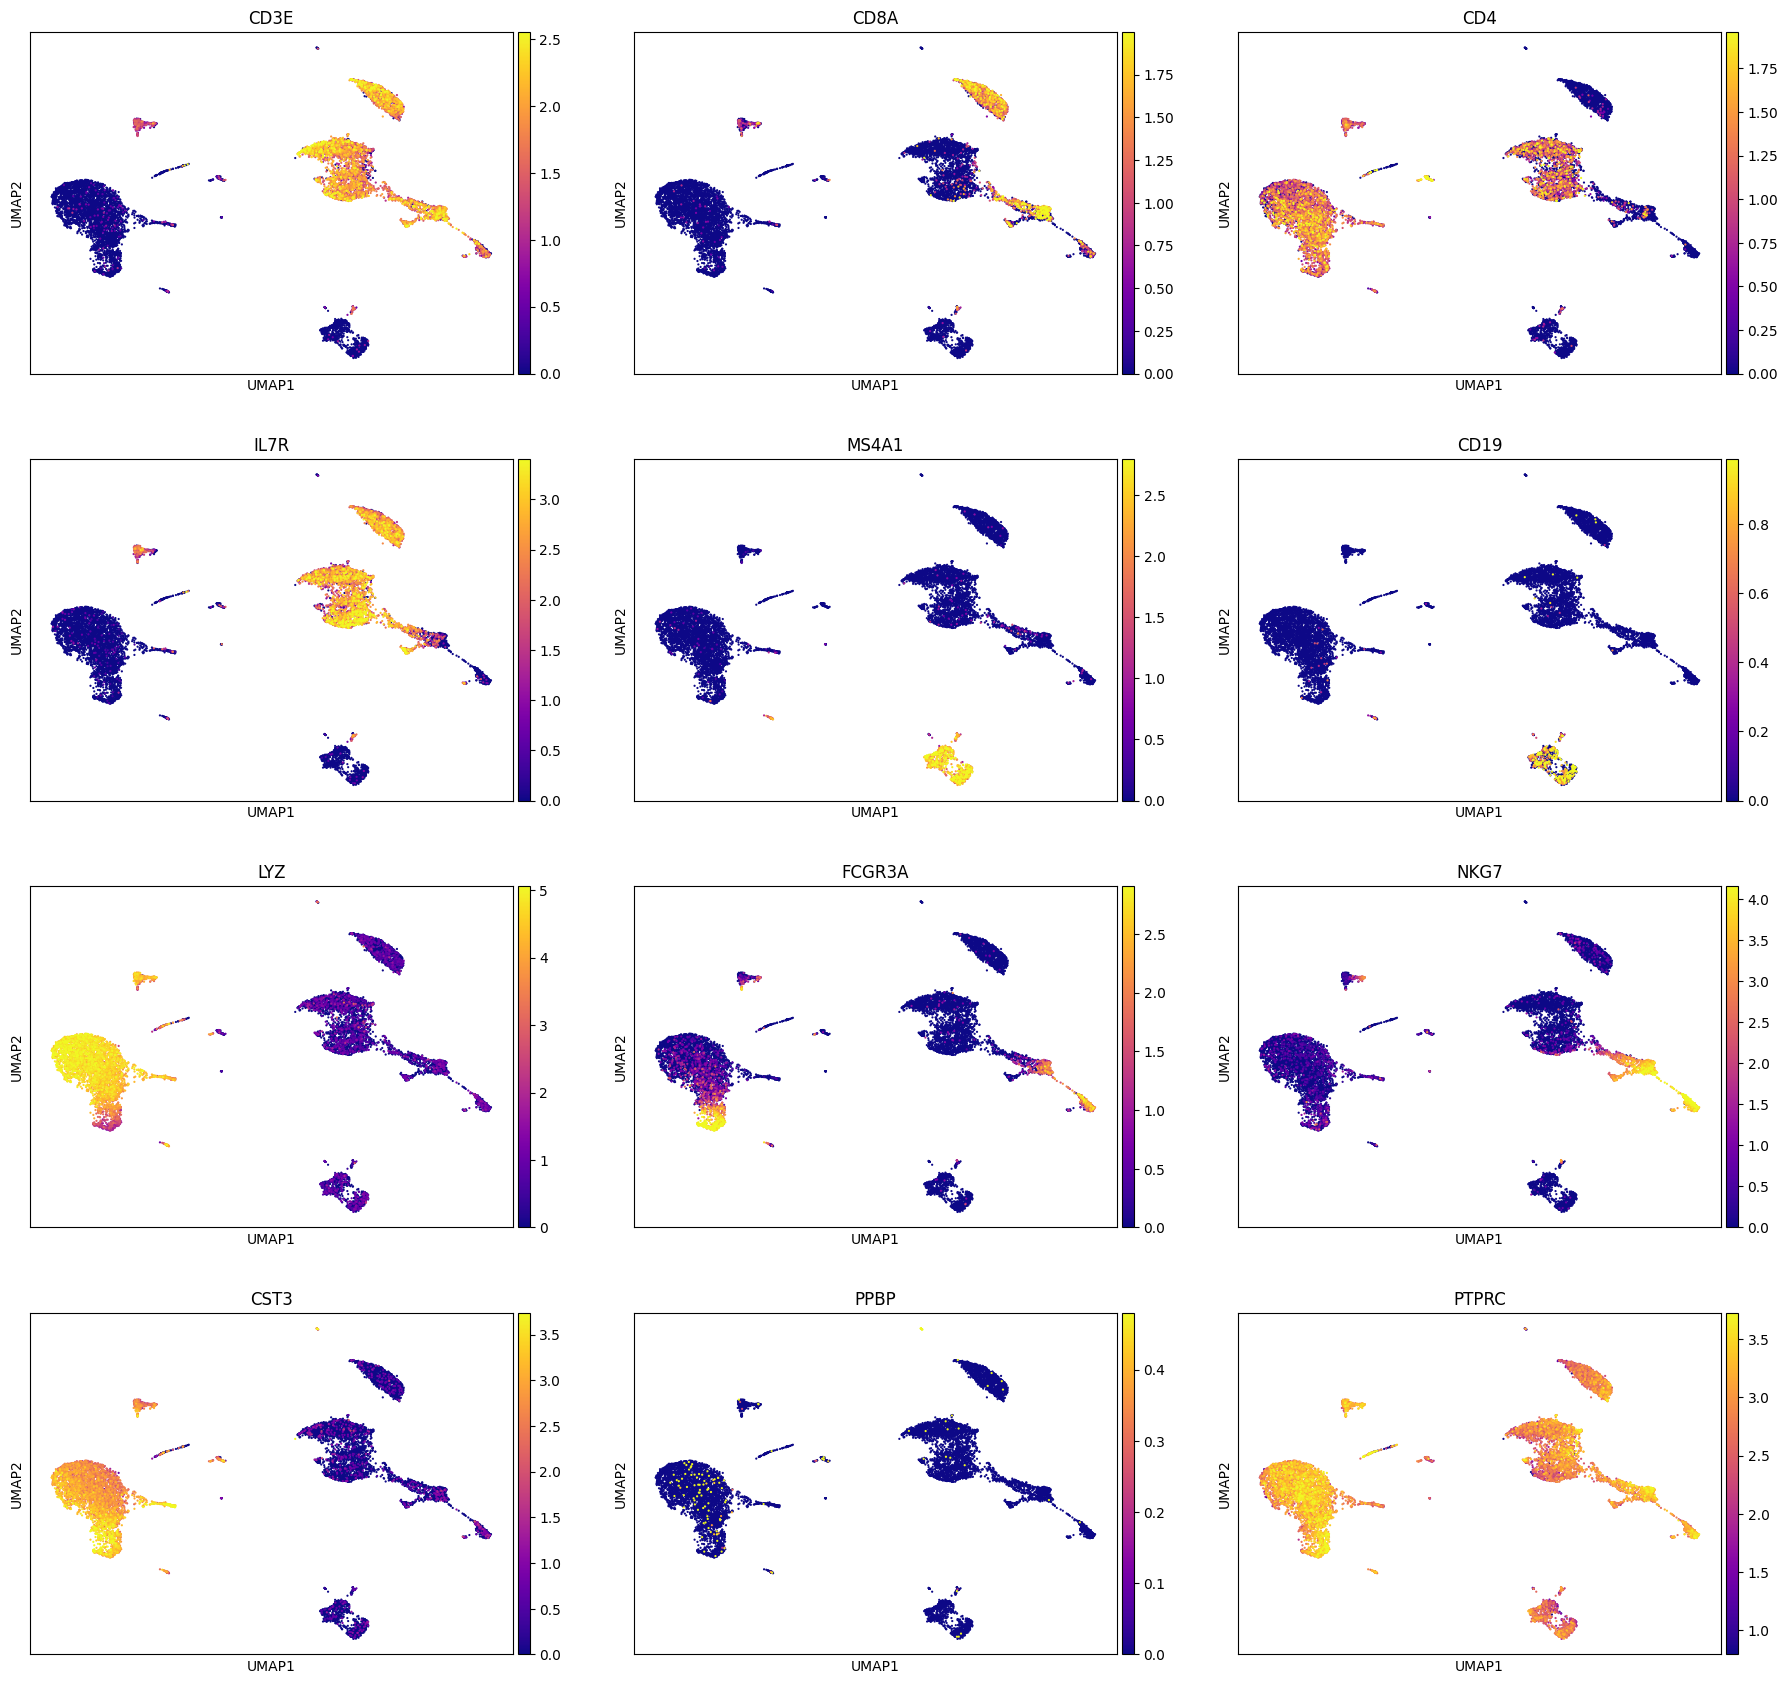 CD3E
CD8A
CD4
UMAP2
UMAP1
2.5
2.0
1.5
1.0
0.5
0.0
UMAP2
UMAP1
1.75
1.50
1.25
1.00
0.75
0.50
0.25
0.00
UMAP2
UMAP1
1.75
1.50
1.25
1.00
0.75
0.50
0.25
0.00
IL7R
MS4A1
CD19
UMAP2
UMAP1
3.0
2.5
2.0
1.5
1.0
0.5
0.0
UMAP2
UMAP1
2.5
2.0
1.5
1.0
0.5
0.0
UMAP2
UMAP1
0.8
0.6
0.4
0.2
0.0
LYZ
FCGR3A
NKG7
UMAP2
UMAP1
5
4
3
2
1
0
UMAP2
UMAP1
2.5
2.0
1.5
1.0
0.5
0.0
UMAP2
UMAP1
4.0
3.5
3.0
2.5
2.0
1.5
1.0
0.5
0.0
CST3
PPBP
PTPRC
UMAP2
UMAP1
3.5
3.0
2.5
2.0
1.5
1.0
0.5
0.0
UMAP2
UMAP1
0.4
0.3
0.2
0.1
0.0
UMAP2
UMAP1
3.5
3.0
2.5
2.0
1.5
1.0